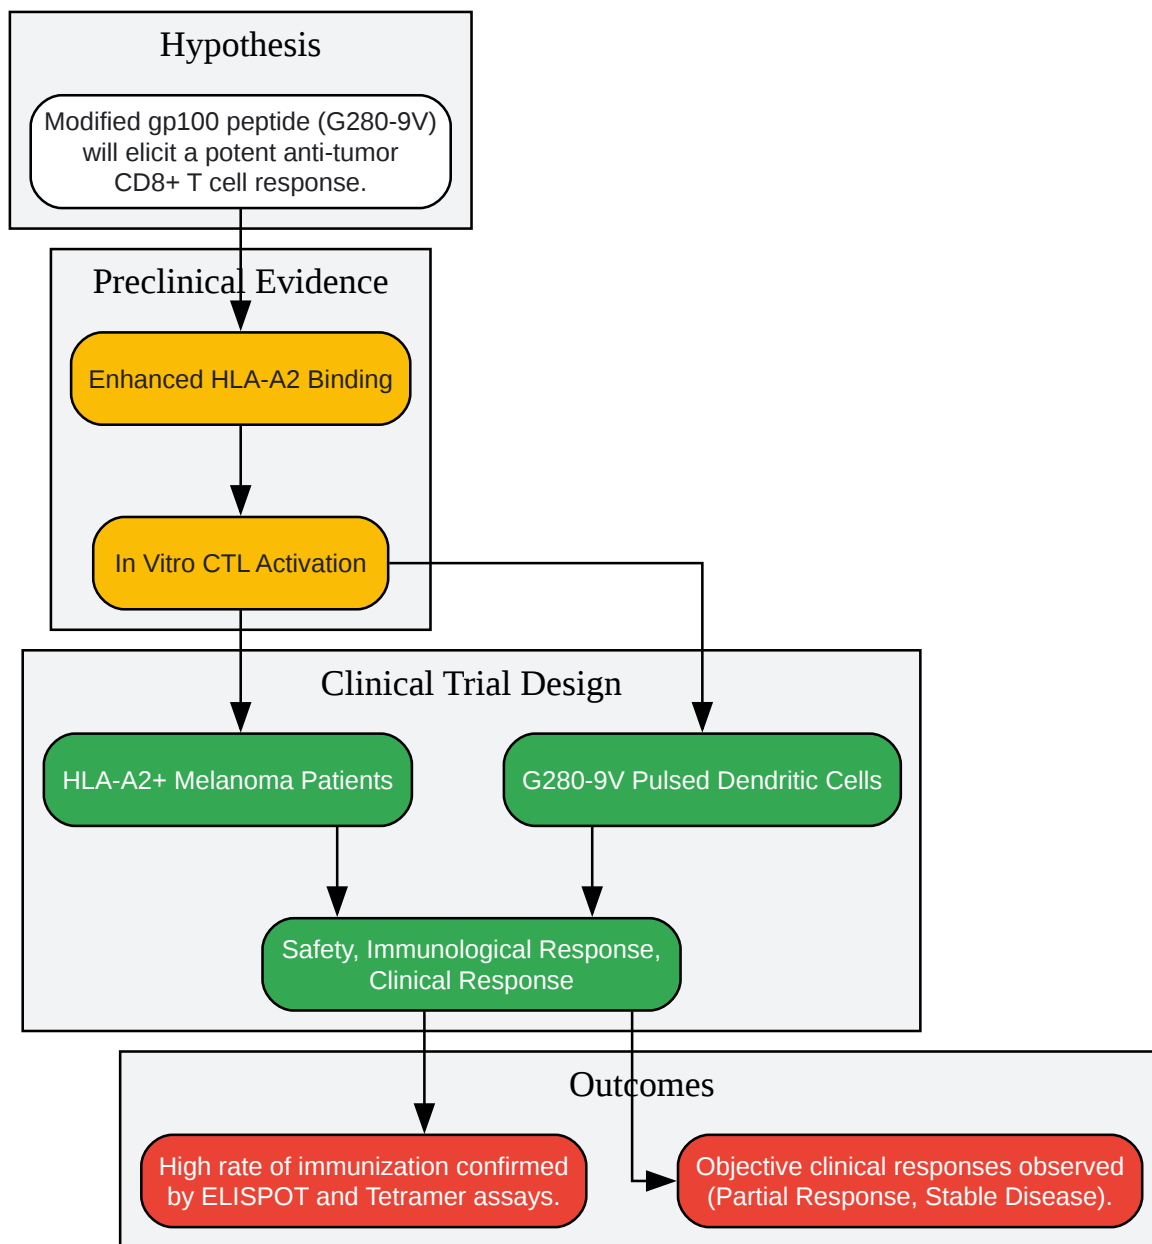 Hypothesis
Modified gp100 peptide (G280-9V)
will elicit a potent anti-tumor
CD8+ T cell response.
Preclinical Evidence
Enhanced HLA-A2 Binding
In Vitro CTL Activation
Clinical Trial Design
HLA-A2+ Melanoma Patients
G280-9V Pulsed Dendritic Cells
Safety, Immunological Response,
Clinical Response
Outcomes
High rate of immunization confirmed
by ELISPOT and Tetramer assays.
Objective clinical responses observed
(Partial Response, Stable Disease).